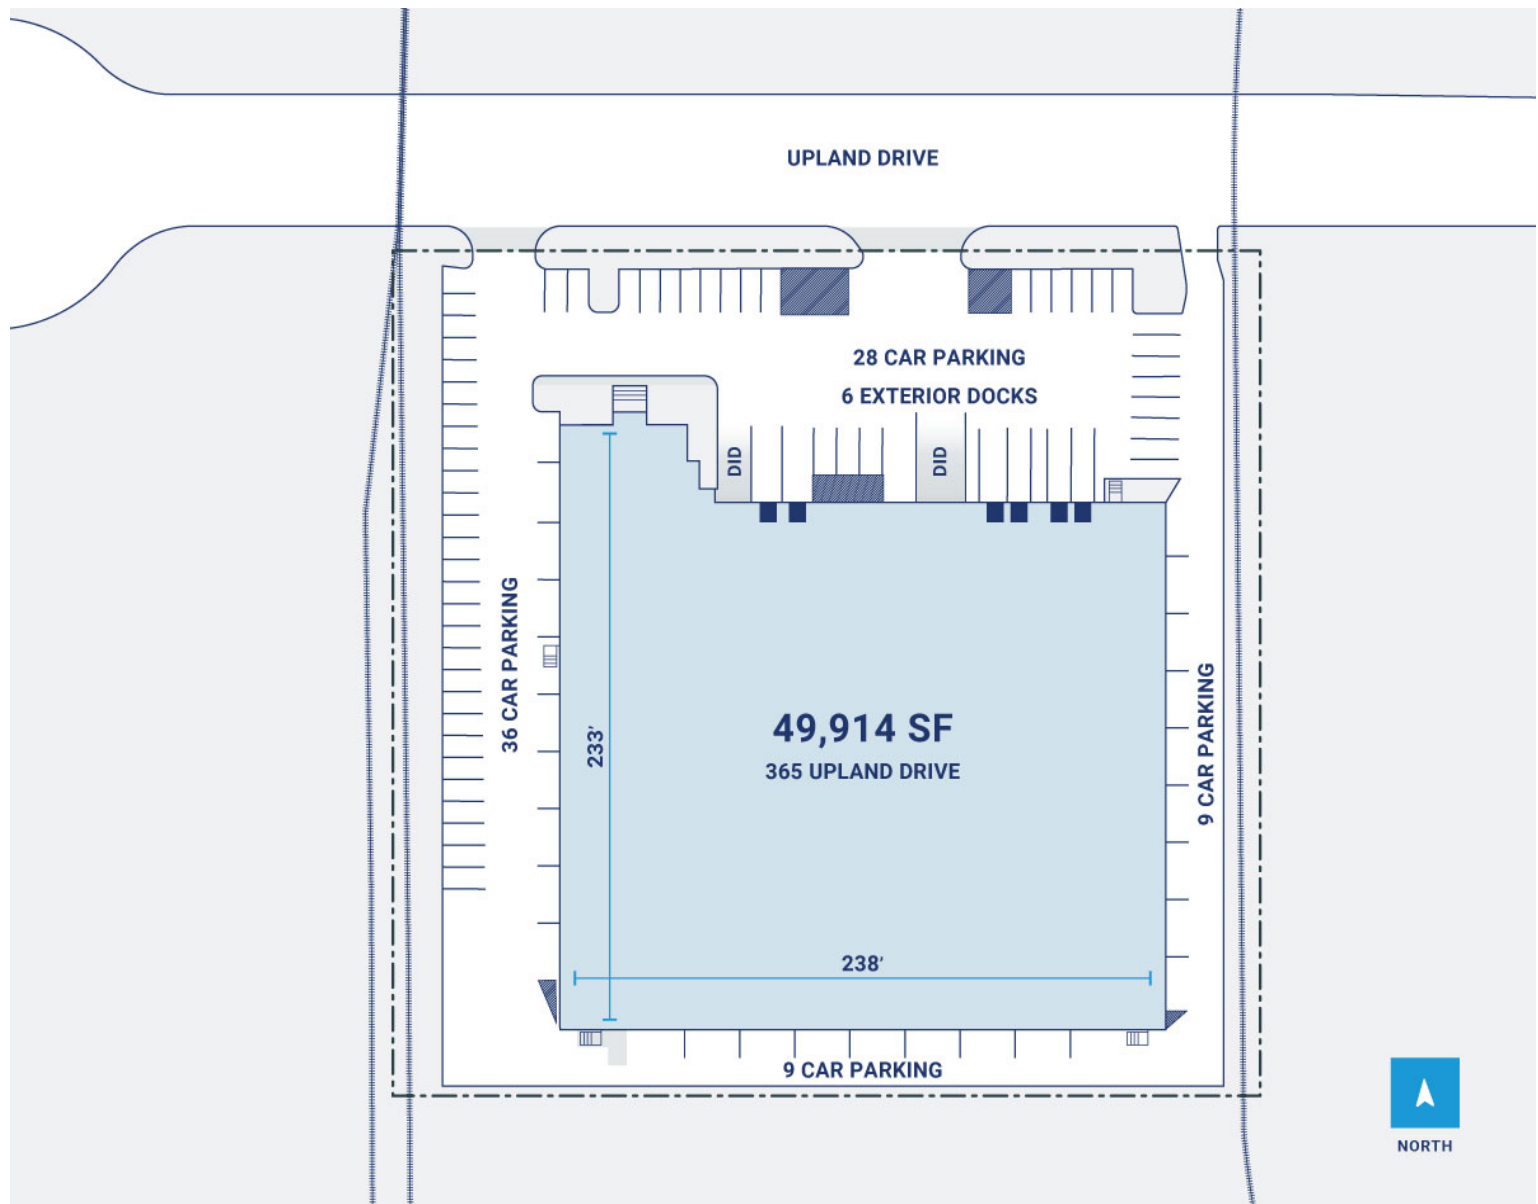 UPLAND DRIVE
28 CAR PARKING
6 EXTERIOR DOCKS
DID
DID
36 CAR PARKING
233'
49,914 SF
365 UPLAND DRIVE
9 CAR PARKING
238'
9 CAR PARKING
NORTH